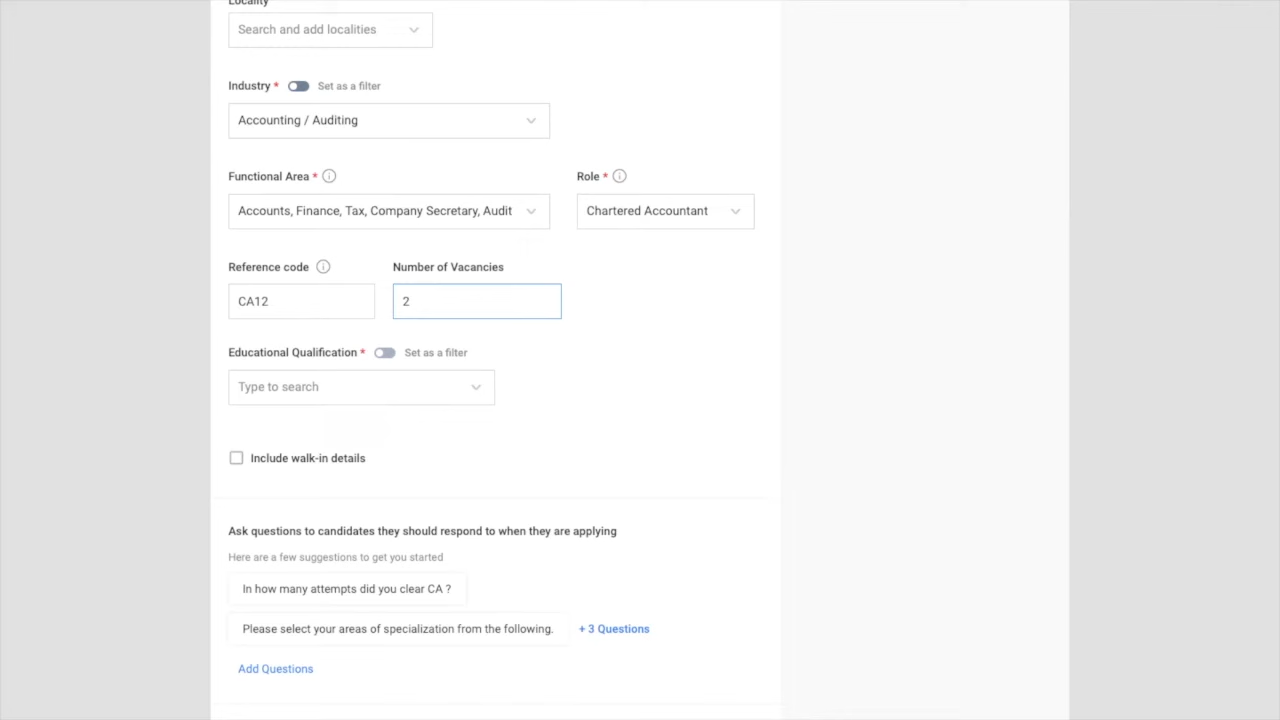 Locality
Search and add localities
Industry * Set as a filter
Accounting / Auditing
Functional Area * Role *
Accounts, Finance, Tax, Company Secretary, Audit Chartered Accountant
Reference code Number of Vacancies
CA12 2
Educational Qualification * Set as a filter
Type to search
Include walk-in details
Ask questions to candidates they should respond to when they are applying
Here are a few suggestions to get you started
In how many attempts did you clear CA ?
Please select your areas of specialization from the following. + 3 Questions
Add Questions